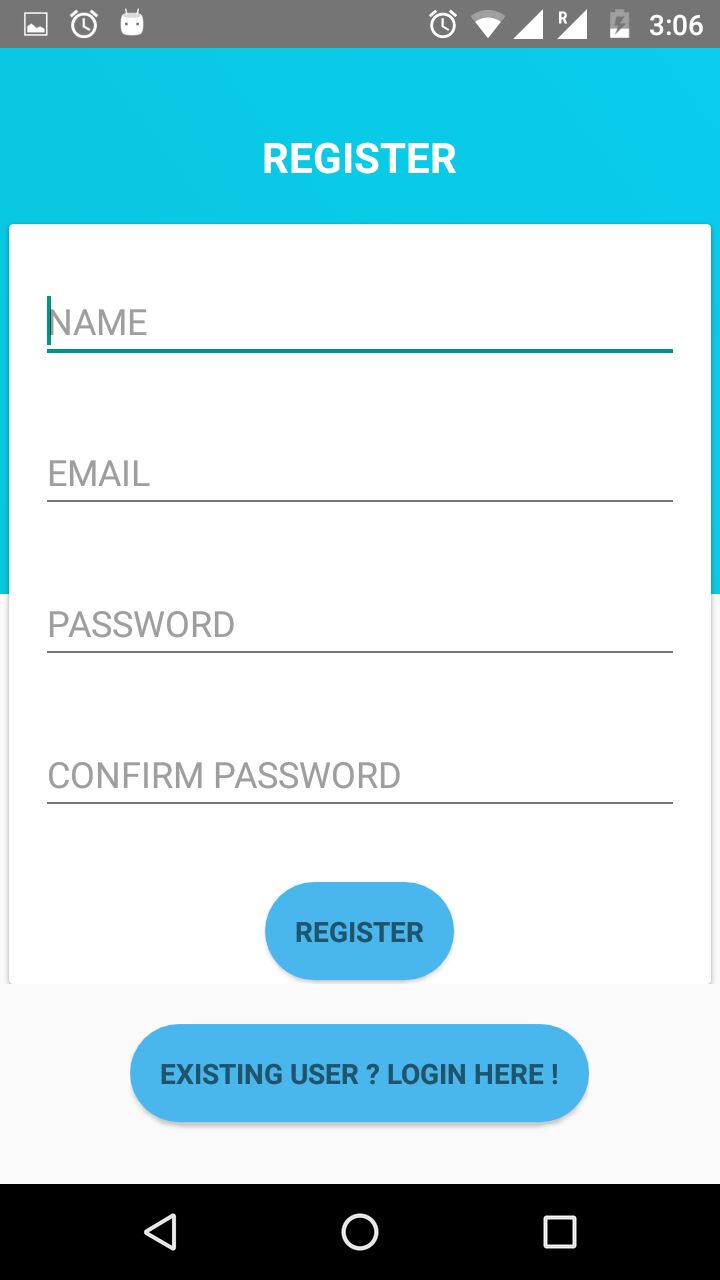 R 3:06
REGISTER
NAME
EMAIL
PASSWORD
CONFIRM PASSWORD
REGISTER
EXISTING USER ? LOGIN HERE !